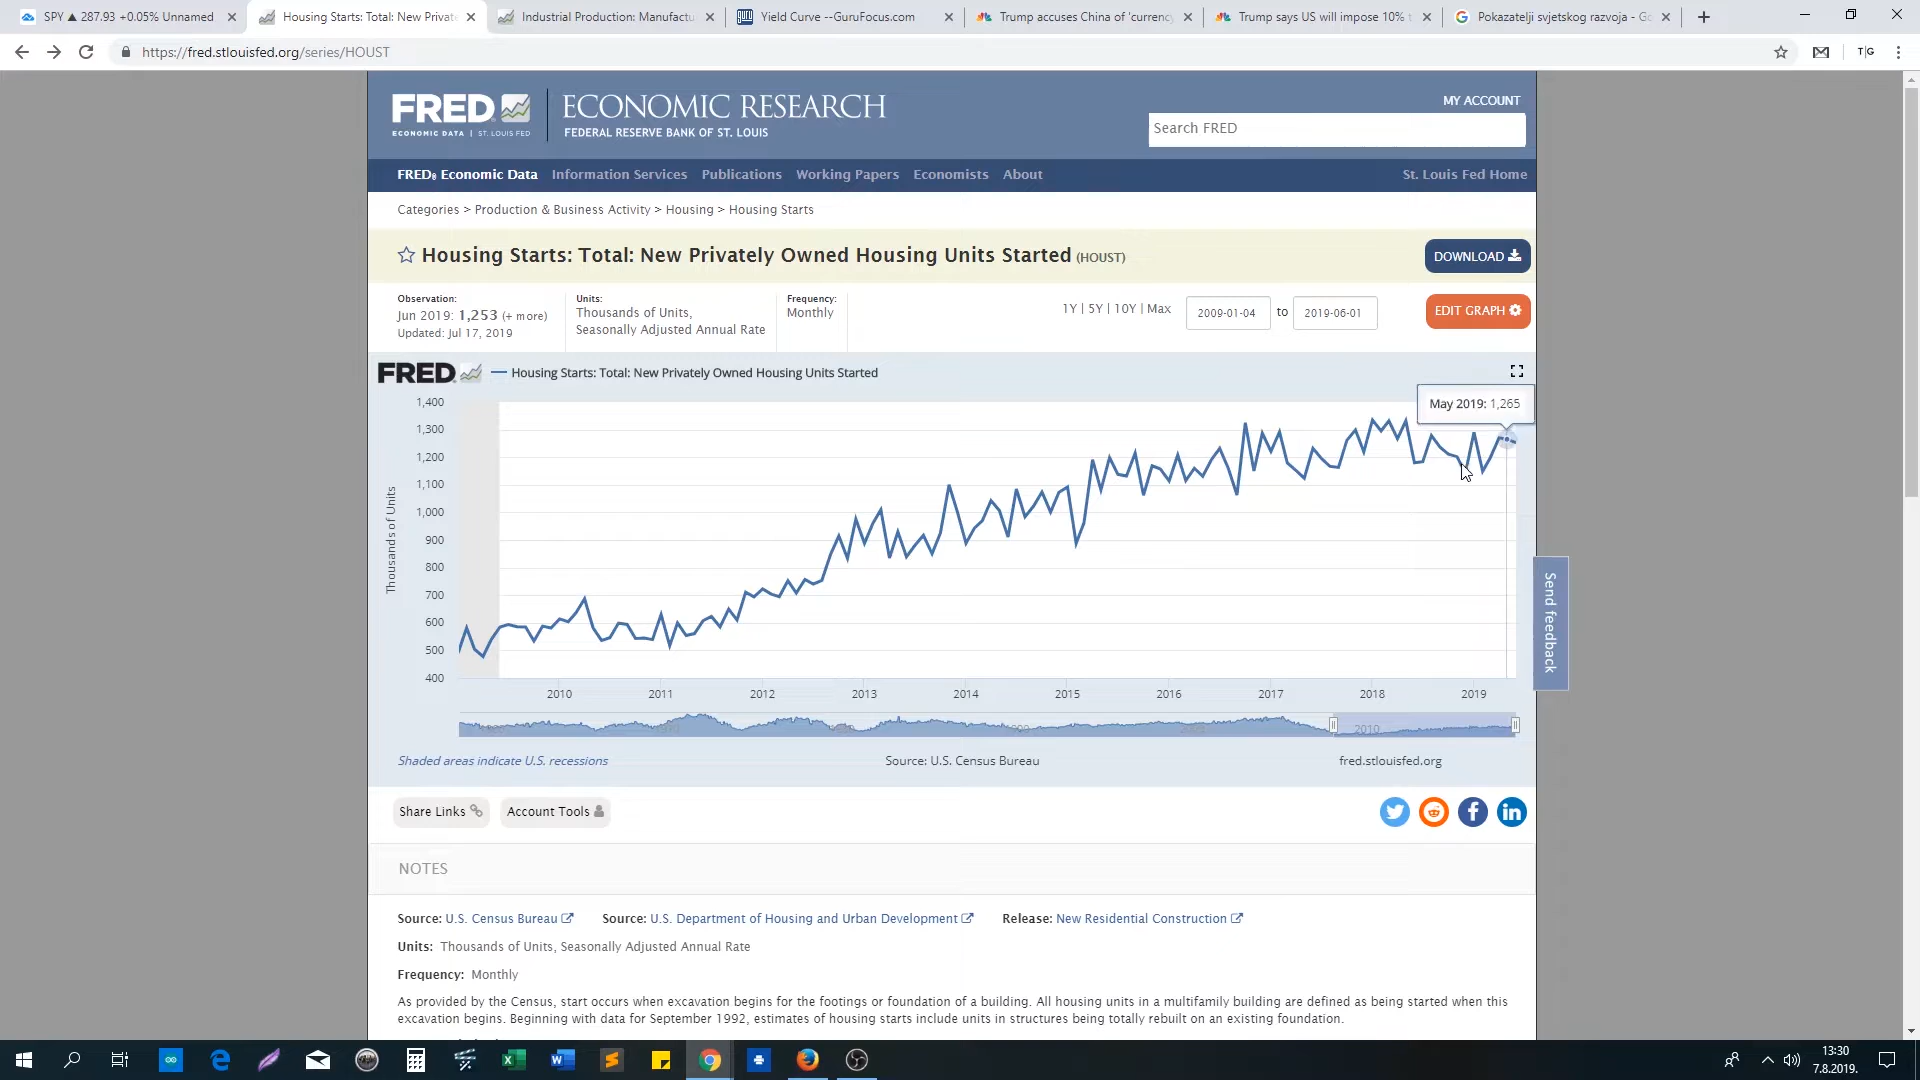 SPY ▲ 287.93 +0.05% Unnamed
Housing Starts: Total: New Privat
Industrial Production: Manufactu
Yield Curve --GuruFocus.com
Trump accuses China of 'currency
Trump says US will impose 10% t
Pokazatelji svjetskog razvoja - Go
https://fred.stlouisfed.org/series/HOUST
T|G
FRED
ECONOMIC DATA | ST. LOUIS FED
ECONOMIC RESEARCH
FEDERAL RESERVE BANK OF ST. LOUIS
MY ACCOUNT
Search FRED
FRED® Economic Data Information Services Publications Working Papers Economists About St. Louis Fed Home
Categories > Production & Business Activity > Housing > Housing Starts
Housing Starts: Total: New Privately Owned Housing Units Started (HOUST)
DOWNLOAD
Observation:
Jun 2019: 1,253 (+ more)
Updated: Jul 17, 2019
Units:
Thousands of Units,
Seasonally Adjusted Annual Rate
Frequency:
Monthly
1Y | 5Y | 10Y | Max
2009-01-04 to 2019-06-01
EDIT GRAPH
FRED
Housing Starts: Total: New Privately Owned Housing Units Started
May 2019: 1,265
1,400
1,300
1,200
1,100
1,000
900
800
700
600
500
400
Thousands of Units
2010 2011 2012 2013 2014 2015 2016 2017 2018 2019
2010
Shaded areas indicate U.S. recessions
Source: U.S. Census Bureau
fred.stlouisfed.org
Send feedback
Share Links
Account Tools
NOTES
Source: U.S. Census Bureau Source: U.S. Department of Housing and Urban Development Release: New Residential Construction
Units: Thousands of Units, Seasonally Adjusted Annual Rate
Frequency: Monthly
As provided by the Census, start occurs when excavation begins for the footings or foundation of a building. All housing units in a multifamily building are defined as being started when this
excavation begins. Beginning with data for September 1992, estimates of housing starts include units in structures being totally rebuilt on an existing foundation.
13:30
7.8.2019.